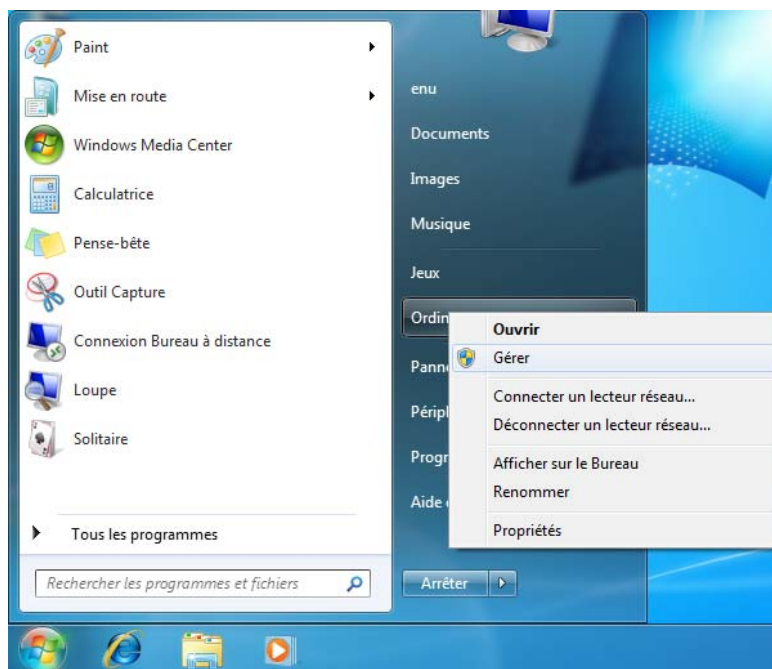 Paint
Mise en route
Windows Media Center
Calculatrice
Pense-bête
Outil Capture
Connexion Bureau à distance
Loupe
Solitaire
Tous les programmes
Rechercher les programmes et fichiers
enu
Documents
Images
Musique
Jeux
Ordin
Pann
Péripl
Progr
Aide
Arrêter
Ouvrir
Gérer
Connecter un lecteur réseau...
Déconnecter un lecteur réseau...
Afficher sur le Bureau
Renommer
Propriétés